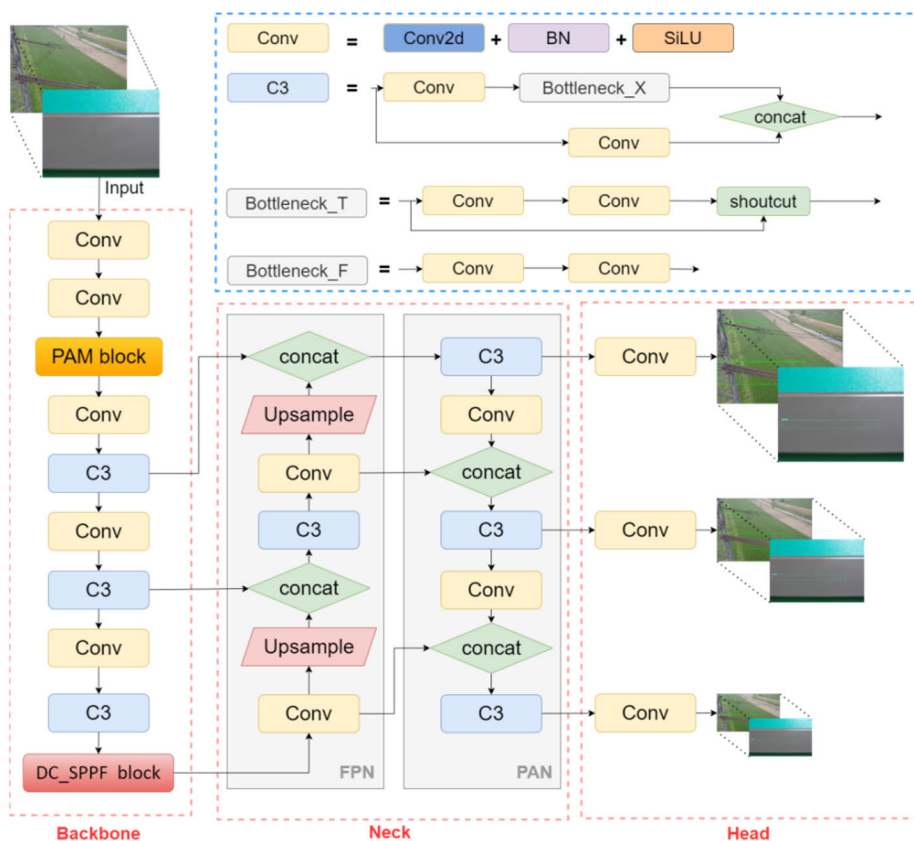 Conv = Conv2d + BN + SiLU
C3 = Conv Bottleneck_X concat
Conv
Bottleneck_T = Conv Conv shoutcut
Bottleneck_F = Conv Conv
Input
Conv
Conv
PAM block
Conv
C3
Conv
C3
Conv
C3
DC_SPPF block
Backbone
concat
Upsample
Conv
C3
concat
Upsample
Conv
FPN
C3
Conv
concat
C3
Conv
concat
C3
PAN
Neck
Conv
Conv
Conv
Head